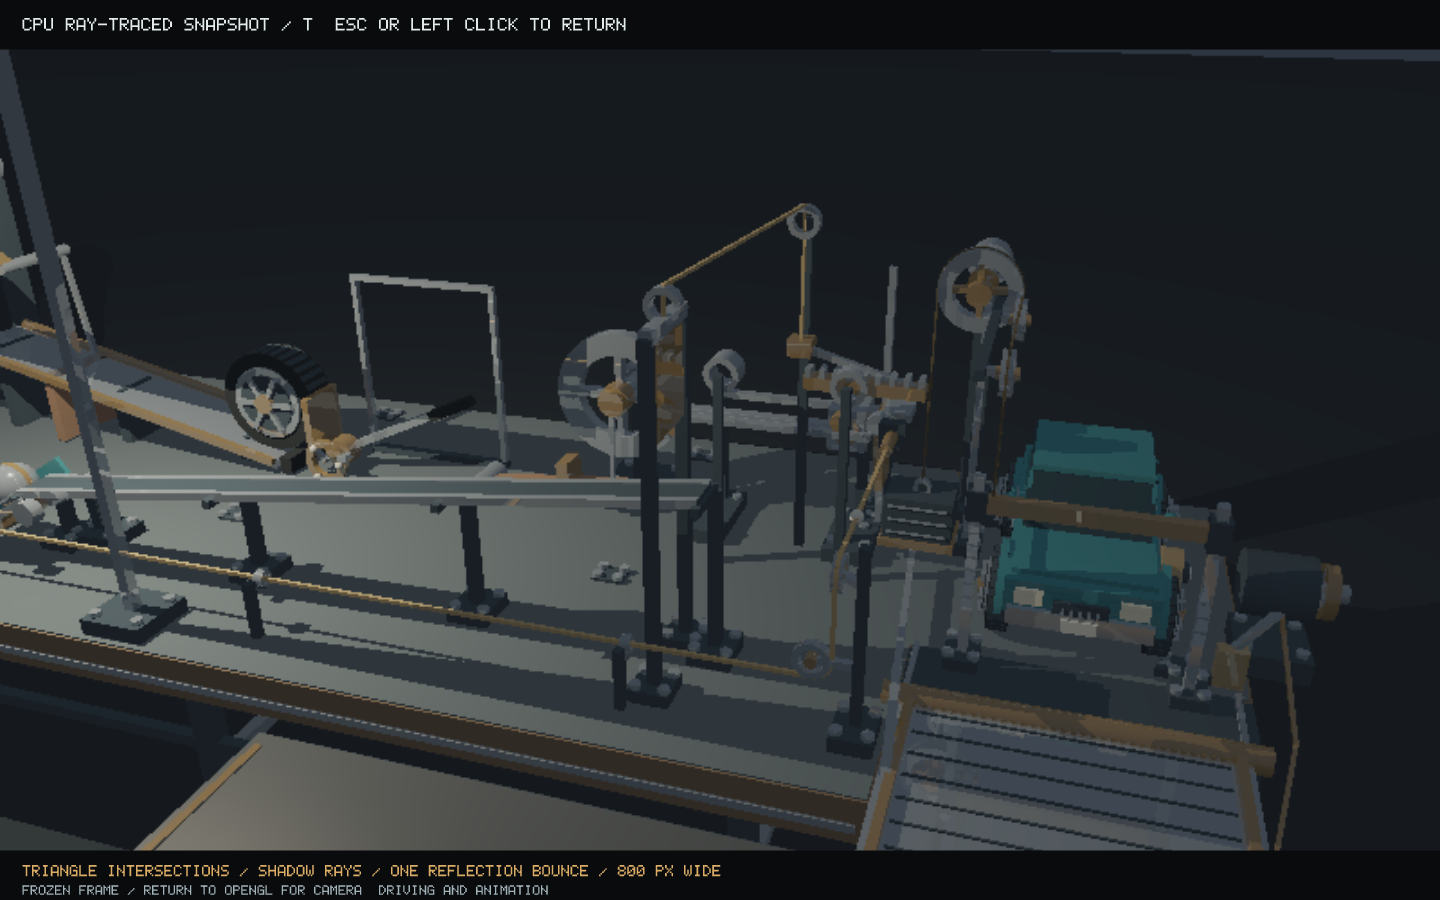 CPU RAY-TRACED SNAPSHOT / T  ESC OR LEFT CLICK TO RETURN
TRIANGLE INTERSECTIONS / SHADOW RAYS / ONE REFLECTION BOUNCE / 800 PX WIDE
FROZEN FRAME / RETURN TO OPENGL FOR CAMERA  DRIVING AND ANIMATION